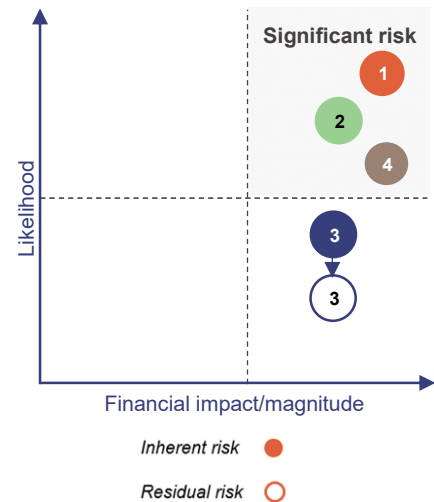 Significant risk
1
2
4
3
3
Likelihood
Financial impact/magnitude
Inherent risk
Residual risk